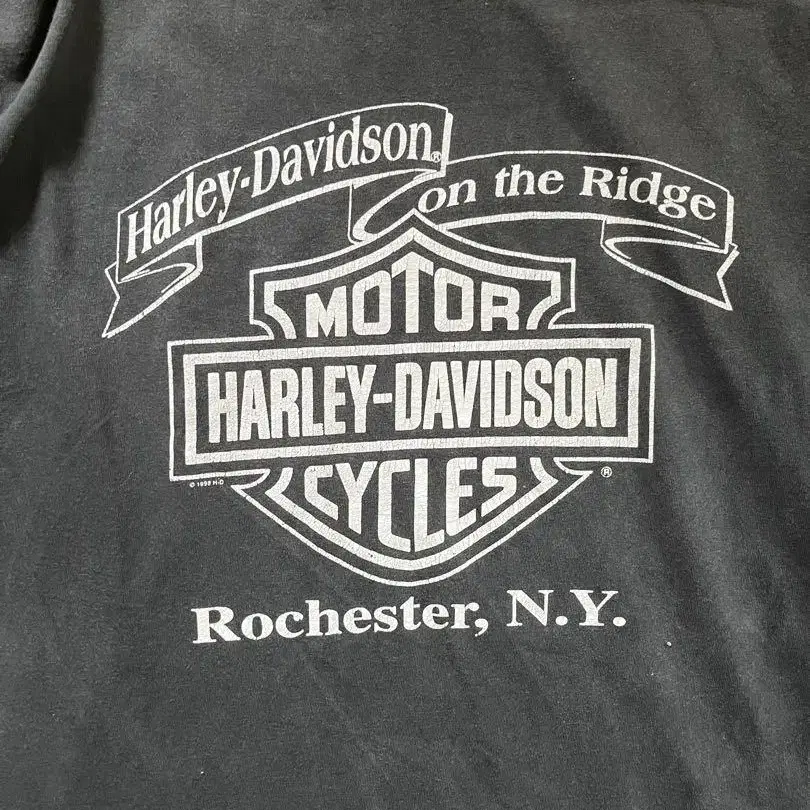 Harley-Davidson®
on the Ridge
MOTOR
HARLEY-DAVIDSON
CYCLES
®
Rochester, N.Y.